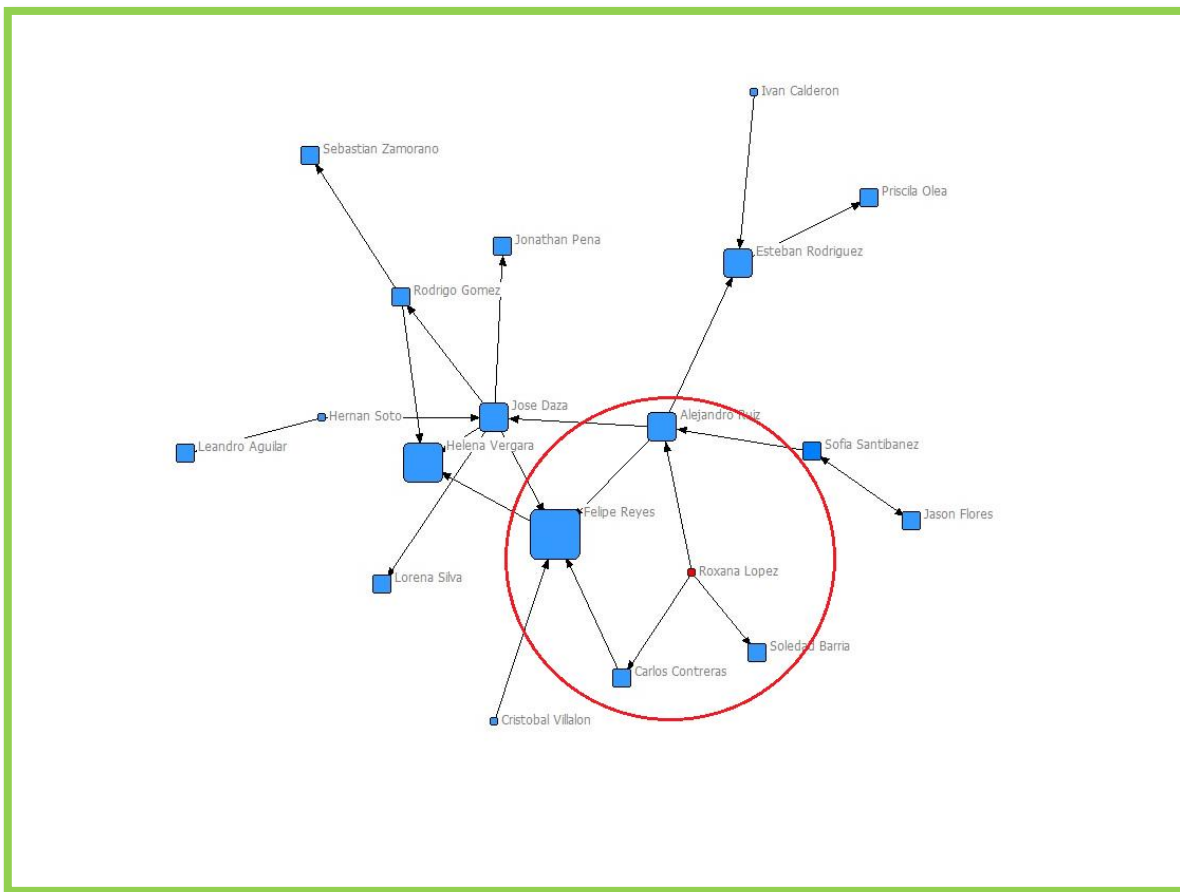 Ivan Calderon
Sebastian Zamorano
Priscila Olea
Jonathan Pena
Esteban Rodriguez
Rodrigo Gomez
Jose Daza
Alejandro Ruiz
Hernan Soto
Helena Vergara
Leandro Aguilar
Sofia Santibanez
Felipe Reyes
Jason Flores
Roxana Lopez
Lorena Silva
Soledad Barria
Carlos Contreras
Cristobal Villalon